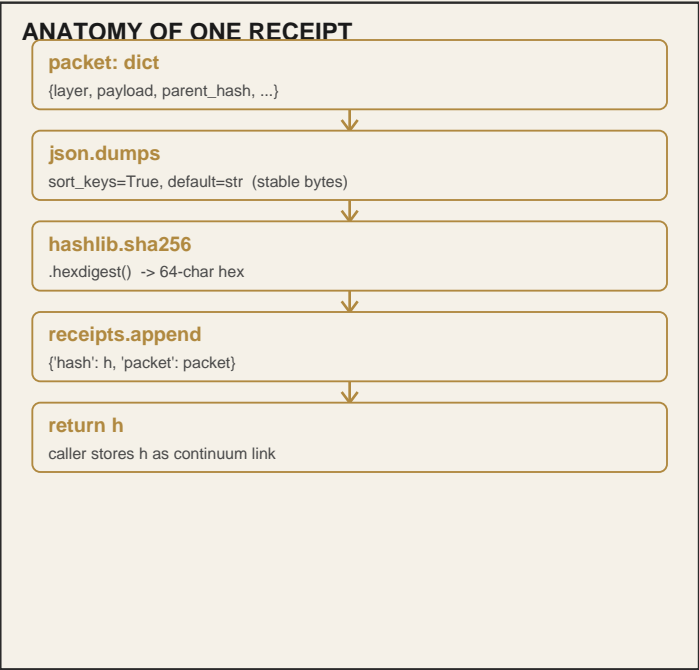 ANATOMY OF ONE RECEIPT
packet: dict
{layer, payload, parent_hash, ...}
json.dumps
sort_keys=True, default=str  (stable bytes)
hashlib.sha256
.hexdigest()  -> 64-char hex
receipts.append
{'hash': h, 'packet': packet}
return h
caller stores h as continuum link